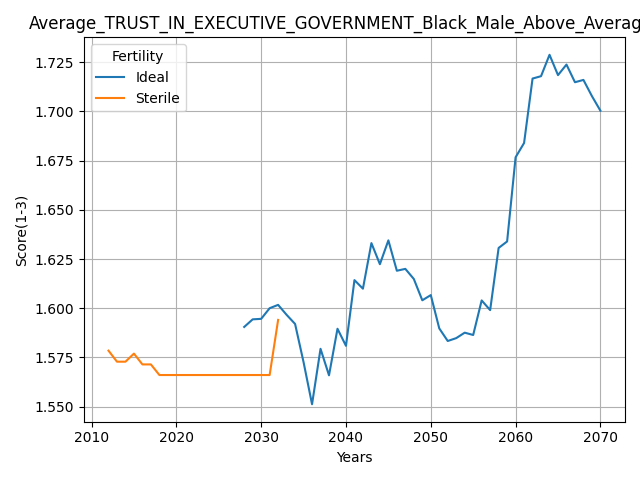 Average_TRUST_IN_EXECUTIVE_GOVERNMENT_Black_Male_Above_Averag
Fertility
Ideal
Sterile
Score(1-3)
1.725
1.700
1.675
1.650
1.625
1.600
1.575
1.550
2010 2020 2030 2040 2050 2060 2070
Years